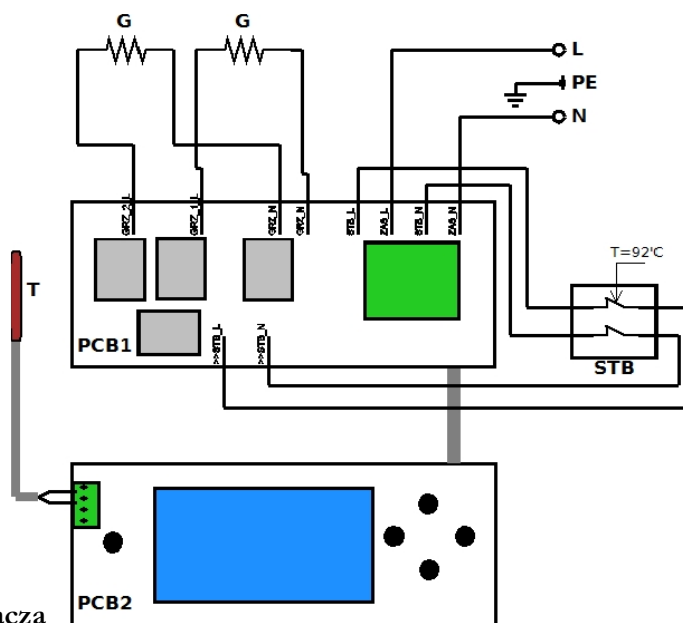 G
G
L
PE
N
GRZ_2_L
GRZ_1_L
GRZ_N
GRZ_N
STB_L
ZAS_L
STB_N
ZAS_N
T=92'C
T
PCB1
>>STB_L
>>STB_N
STB
PCB2